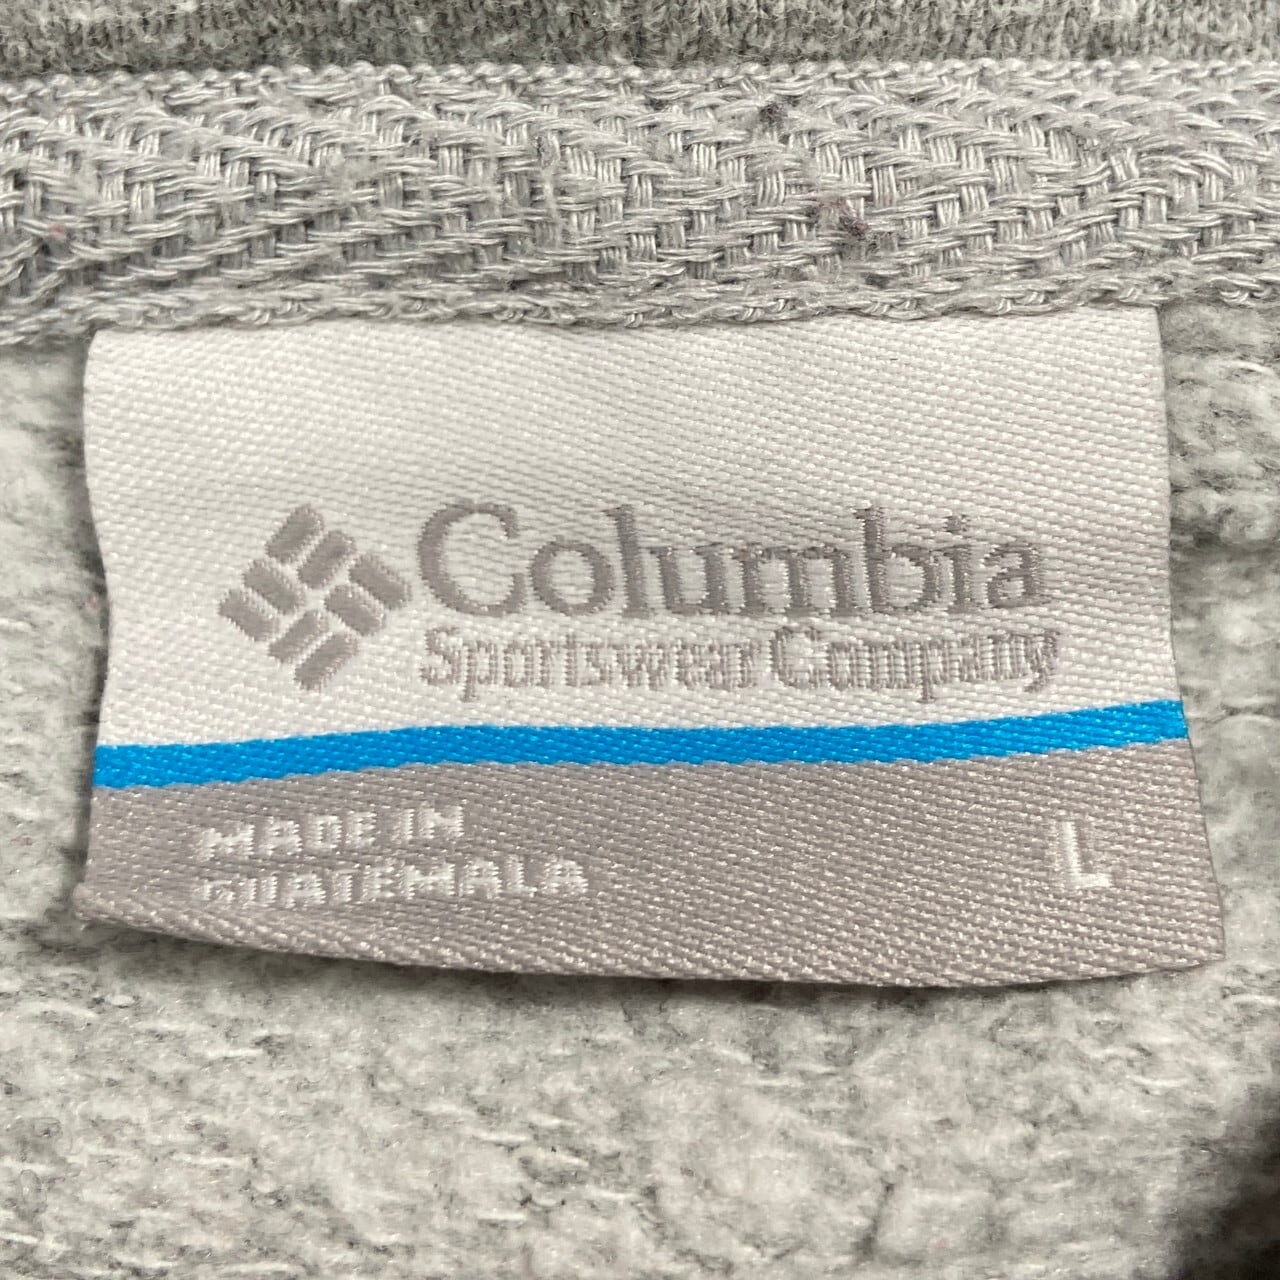 Columbia
Sportswear Company
MADE IN
GUATEMALA
L